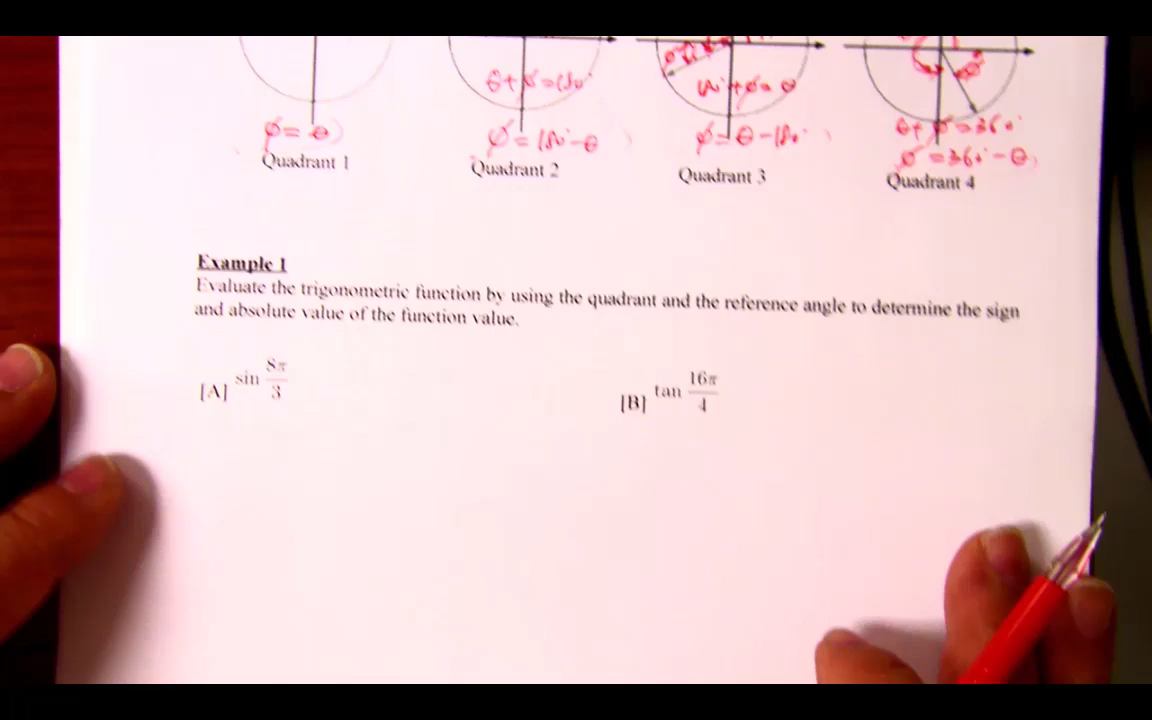 θ+ϕ=180°
180°+ϕ=θ
θ+ϕ=360°
ϕ=θ
ϕ=180°-θ
ϕ=θ-180°
ϕ=360°-θ
Quadrant 1
Quadrant 2
Quadrant 3
Quadrant 4
Example 1
Evaluate the trigonometric function by using the quadrant and the reference angle to determine the sign
and absolute value of the function value.
[A] sin 8π/3
[B] tan 16π/4